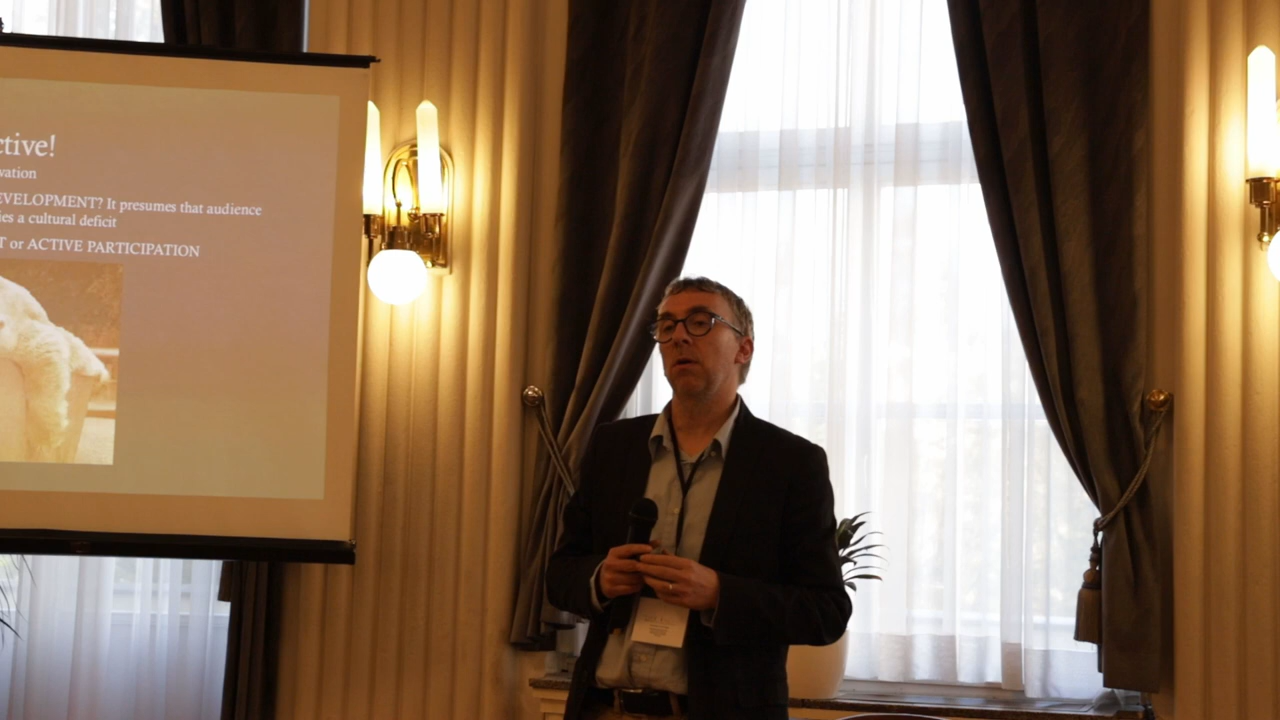 ctive!
vation
EVELOPMENT? It presumes that audience
ies a cultural deficit
T or ACTIVE PARTICIPATION